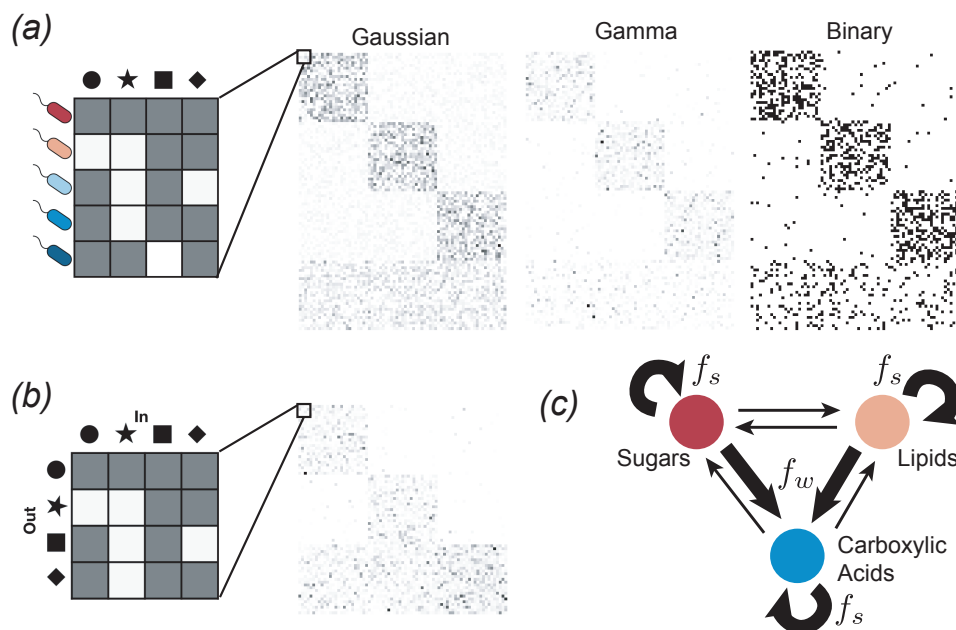 (a)
Gaussian
Gamma
Binary
(b)
In
Out
(c)
f_s
f_s
Sugars
Lipids
f_w
Carboxylic
Acids
f_s